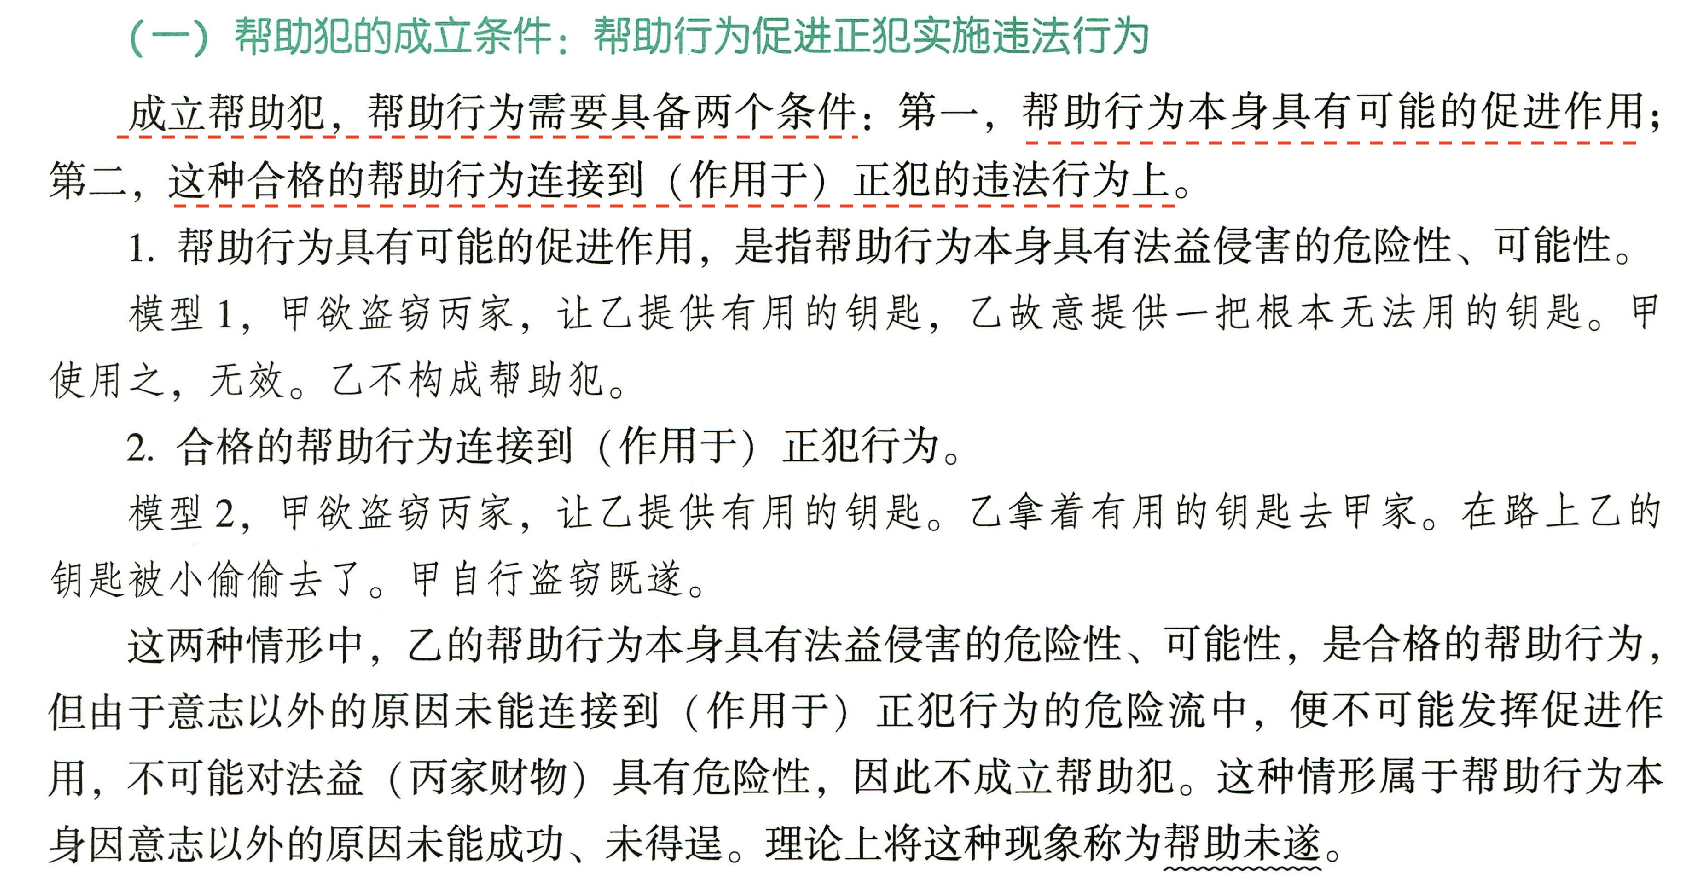 （一）帮助犯的成立条件：帮助行为促进正犯实施违法行为
成立帮助犯，帮助行为需要具备两个条件：第一，帮助行为本身具有可能的促进作用；
第二，这种合格的帮助行为连接到（作用于）正犯的违法行为上。
1. 帮助行为具有可能的促进作用，是指帮助行为本身具有法益侵害的危险性、可能性。
模型1，甲欲盗窃丙家，让乙提供有用的钥匙，乙故意提供一把根本无法用的钥匙。甲
使用之，无效。乙不构成帮助犯。
2. 合格的帮助行为连接到（作用于）正犯行为。
模型2，甲欲盗窃丙家，让乙提供有用的钥匙。乙拿着有用的钥匙去甲家。在路上乙的
钥匙被小偷偷去了。甲自行盗窃既遂。
这两种情形中，乙的帮助行为本身具有法益侵害的危险性、可能性，是合格的帮助行为，
但由于意志以外的原因未能连接到（作用于）正犯行为的危险流中，便不可能发挥促进作
用，不可能对法益（丙家财物）具有危险性，因此不成立帮助犯。这种情形属于帮助行为本
身因意志以外的原因未能成功、未得逞。理论上将这种现象称为帮助未遂。